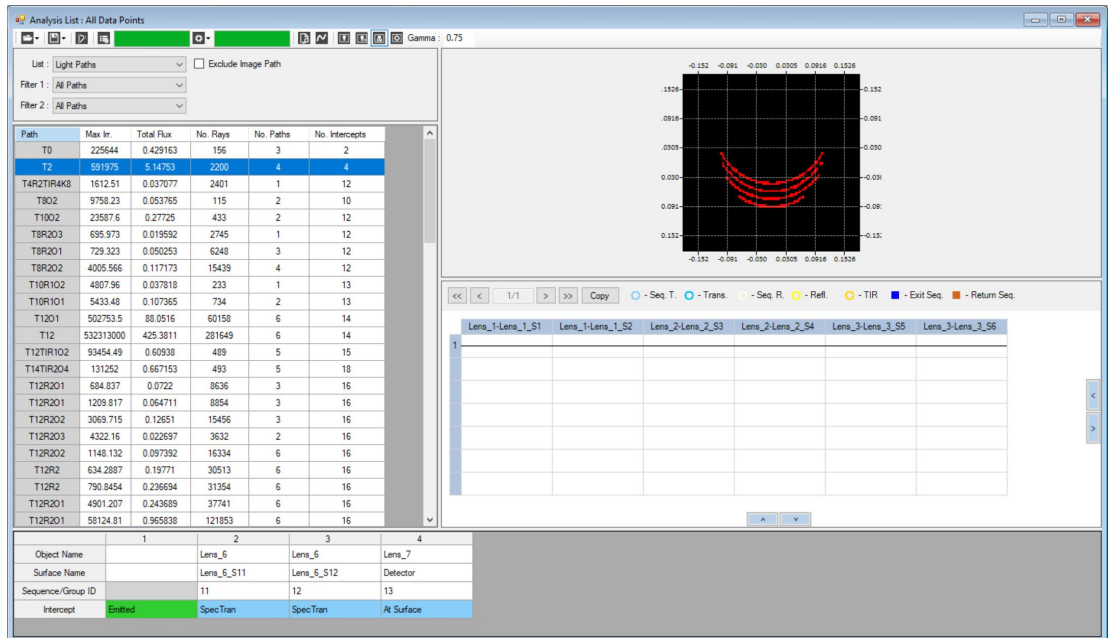 Analysis List : All Data Points
Gamma : 0.75
List : Light Paths Exclude Image Path
Filter 1 : All Paths
Filter 2 : All Paths
Path Max Irr. Total Flux No. Rays No. Paths No. Intercepts
T0 225644 0.429163 156 3 2
T2 591975 5.14753 2200 4 4
T4R2TIR4K8 1612.51 0.037077 2401 1 12
T8O2 9758.23 0.053765 115 2 10
T10O2 23587.6 0.27725 433 2 12
T8R2O3 695.973 0.019592 2745 1 12
T8R2O1 729.323 0.050253 6248 3 12
T8R2O2 4005.566 0.117173 15439 4 12
T10R1O2 4807.96 0.037818 233 1 13
T10R1O1 5433.48 0.107365 734 2 13
T12O1 502753.5 88.0516 60158 6 14
T12 532313000 425.3811 281649 6 14
T12TIR1O2 93454.49 0.60938 489 5 15
T14TIR2O4 131252 0.667153 493 5 18
T12R2O1 684.837 0.0722 8636 3 16
T12R2O1 1209.817 0.064711 8854 3 16
T12R2O2 3069.715 0.12651 15456 3 16
T12R2O3 4322.16 0.022697 3632 2 16
T12R2O2 1148.132 0.097392 16334 6 16
T12R2 634.2887 0.19771 30513 6 16
T12R2 790.8454 0.236694 31354 6 16
T12R2O1 4901.207 0.243689 37741 6 16
T12R2O1 58124.81 0.965838 121853 6 16
-0.152 -0.091 -0.030 0.0305 0.0916 0.1526
.1526 -0.152
.0916 -0.091
.0305 -0.030
0.030 -0.03
0.091 -0.09
0.152 -0.15
-0.152 -0.091 -0.030 0.0305 0.0916 0.1526
<< < 1/1 > >> Copy - Seq. T. - Trans. - Seq. R. - Refl. - TIR - Exit Seq. - Return Seq.
Lens_1-Lens_1_S1 Lens_1-Lens_1_S2 Lens_2-Lens_2_S3 Lens_2-Lens_2_S4 Lens_3-Lens_3_S5 Lens_3-Lens_3_S6
1
<
>
1 2 3 4
Object Name Lens_6 Lens_6 Lens_7
Surface Name Lens_6_S11 Lens_6_S12 Detector
Sequence/Group ID 11 12 13
Intercept Emitted SpecTran SpecTran At Surface